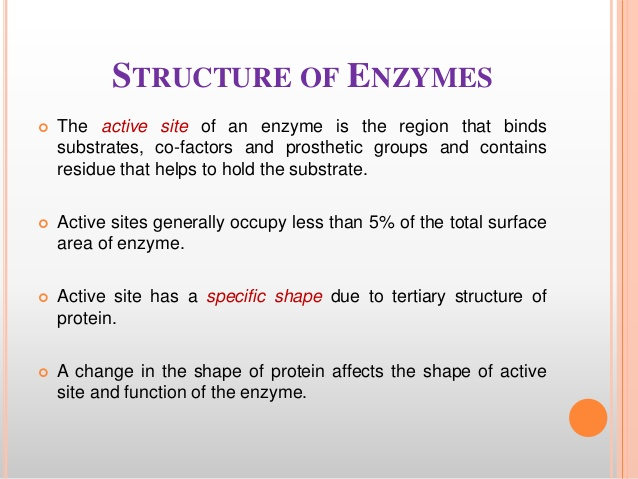 STRUCTURE OF ENZYMES
The active site of an enzyme is the region that binds
substrates, co-factors and prosthetic groups and contains
residue that helps to hold the substrate.
Active sites generally occupy less than 5% of the total surface
area of enzyme.
Active site has a specific shape due to tertiary structure of
protein.
A change in the shape of protein affects the shape of active
site and function of the enzyme.